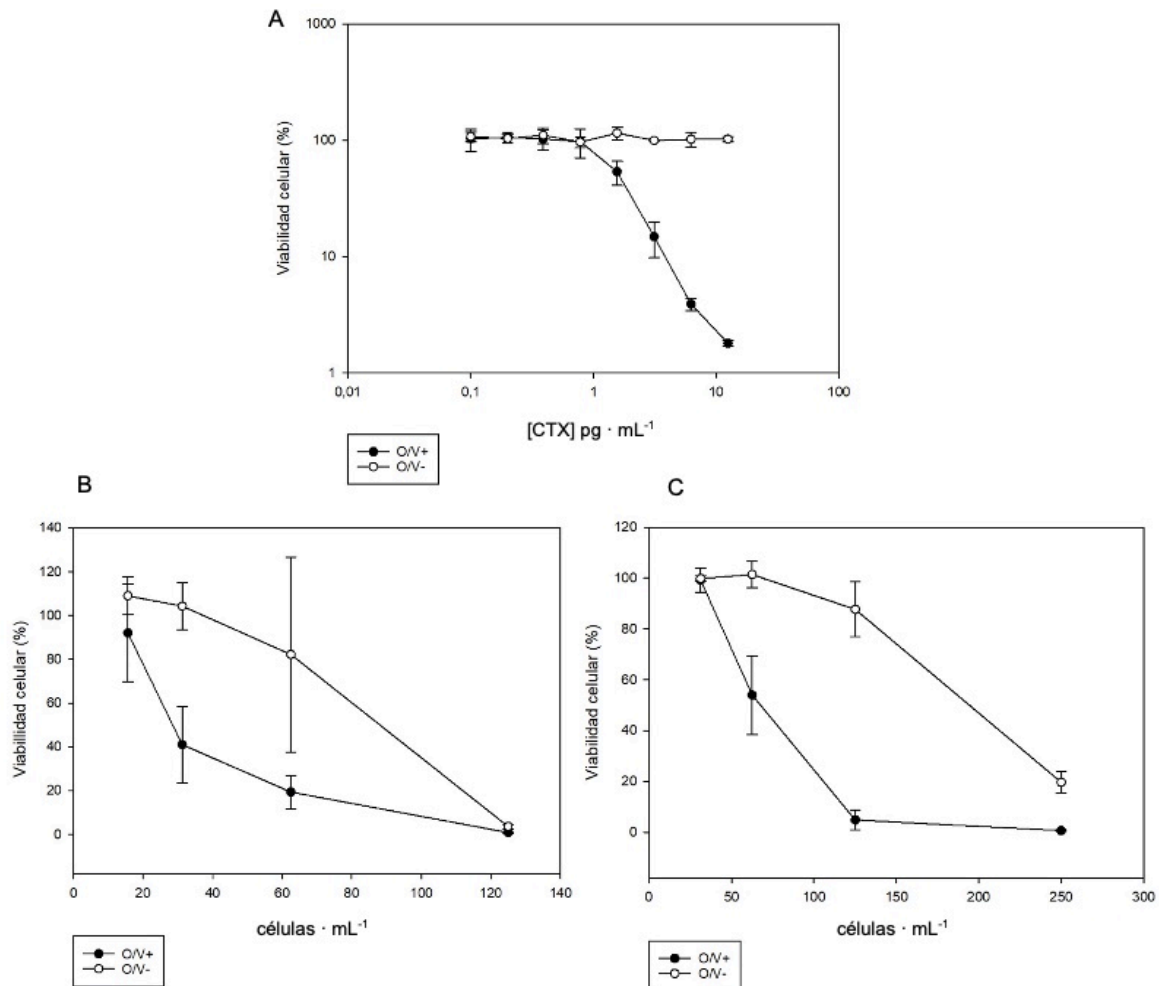 A
1000
100
10
1
Viabilidad celular (%)
0,01 0,1 1 10 100
[CTX] pg · mL⁻¹
O/V+
O/V-
B
140
120
100
80
60
40
20
0
Viabillidad celular (%)
0 20 40 60 80 100 120 140
células · mL⁻¹
O/V+
O/V-
C
120
100
80
60
40
20
0
Viabilidad celular (%)
0 50 100 150 200 250 300
células · mL⁻¹
O/V+
O/V-